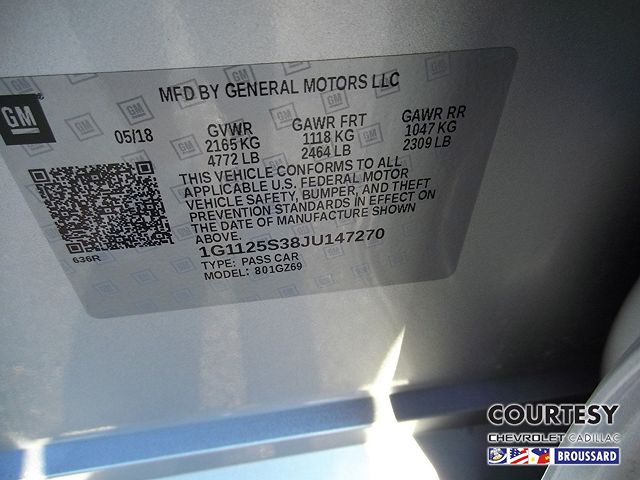 MFD BY GENERAL MOTORS LLC
GM
05/18 GVWR GAWR FRT GAWR RR
2165 KG 1118 KG 1047 KG
4772 LB 2464 LB 2309 LB
THIS VEHICLE CONFORMS TO ALL
APPLICABLE U.S. FEDERAL MOTOR
VEHICLE SAFETY, BUMPER, AND THEFT
PREVENTION STANDARDS IN EFFECT ON
THE DATE OF MANUFACTURE SHOWN
ABOVE.
636R
1G1125S38JU147270
TYPE: PASS CAR
MODEL: 801GZ69
COURTESY
CHEVROLET CADILLAC
BROUSSARD